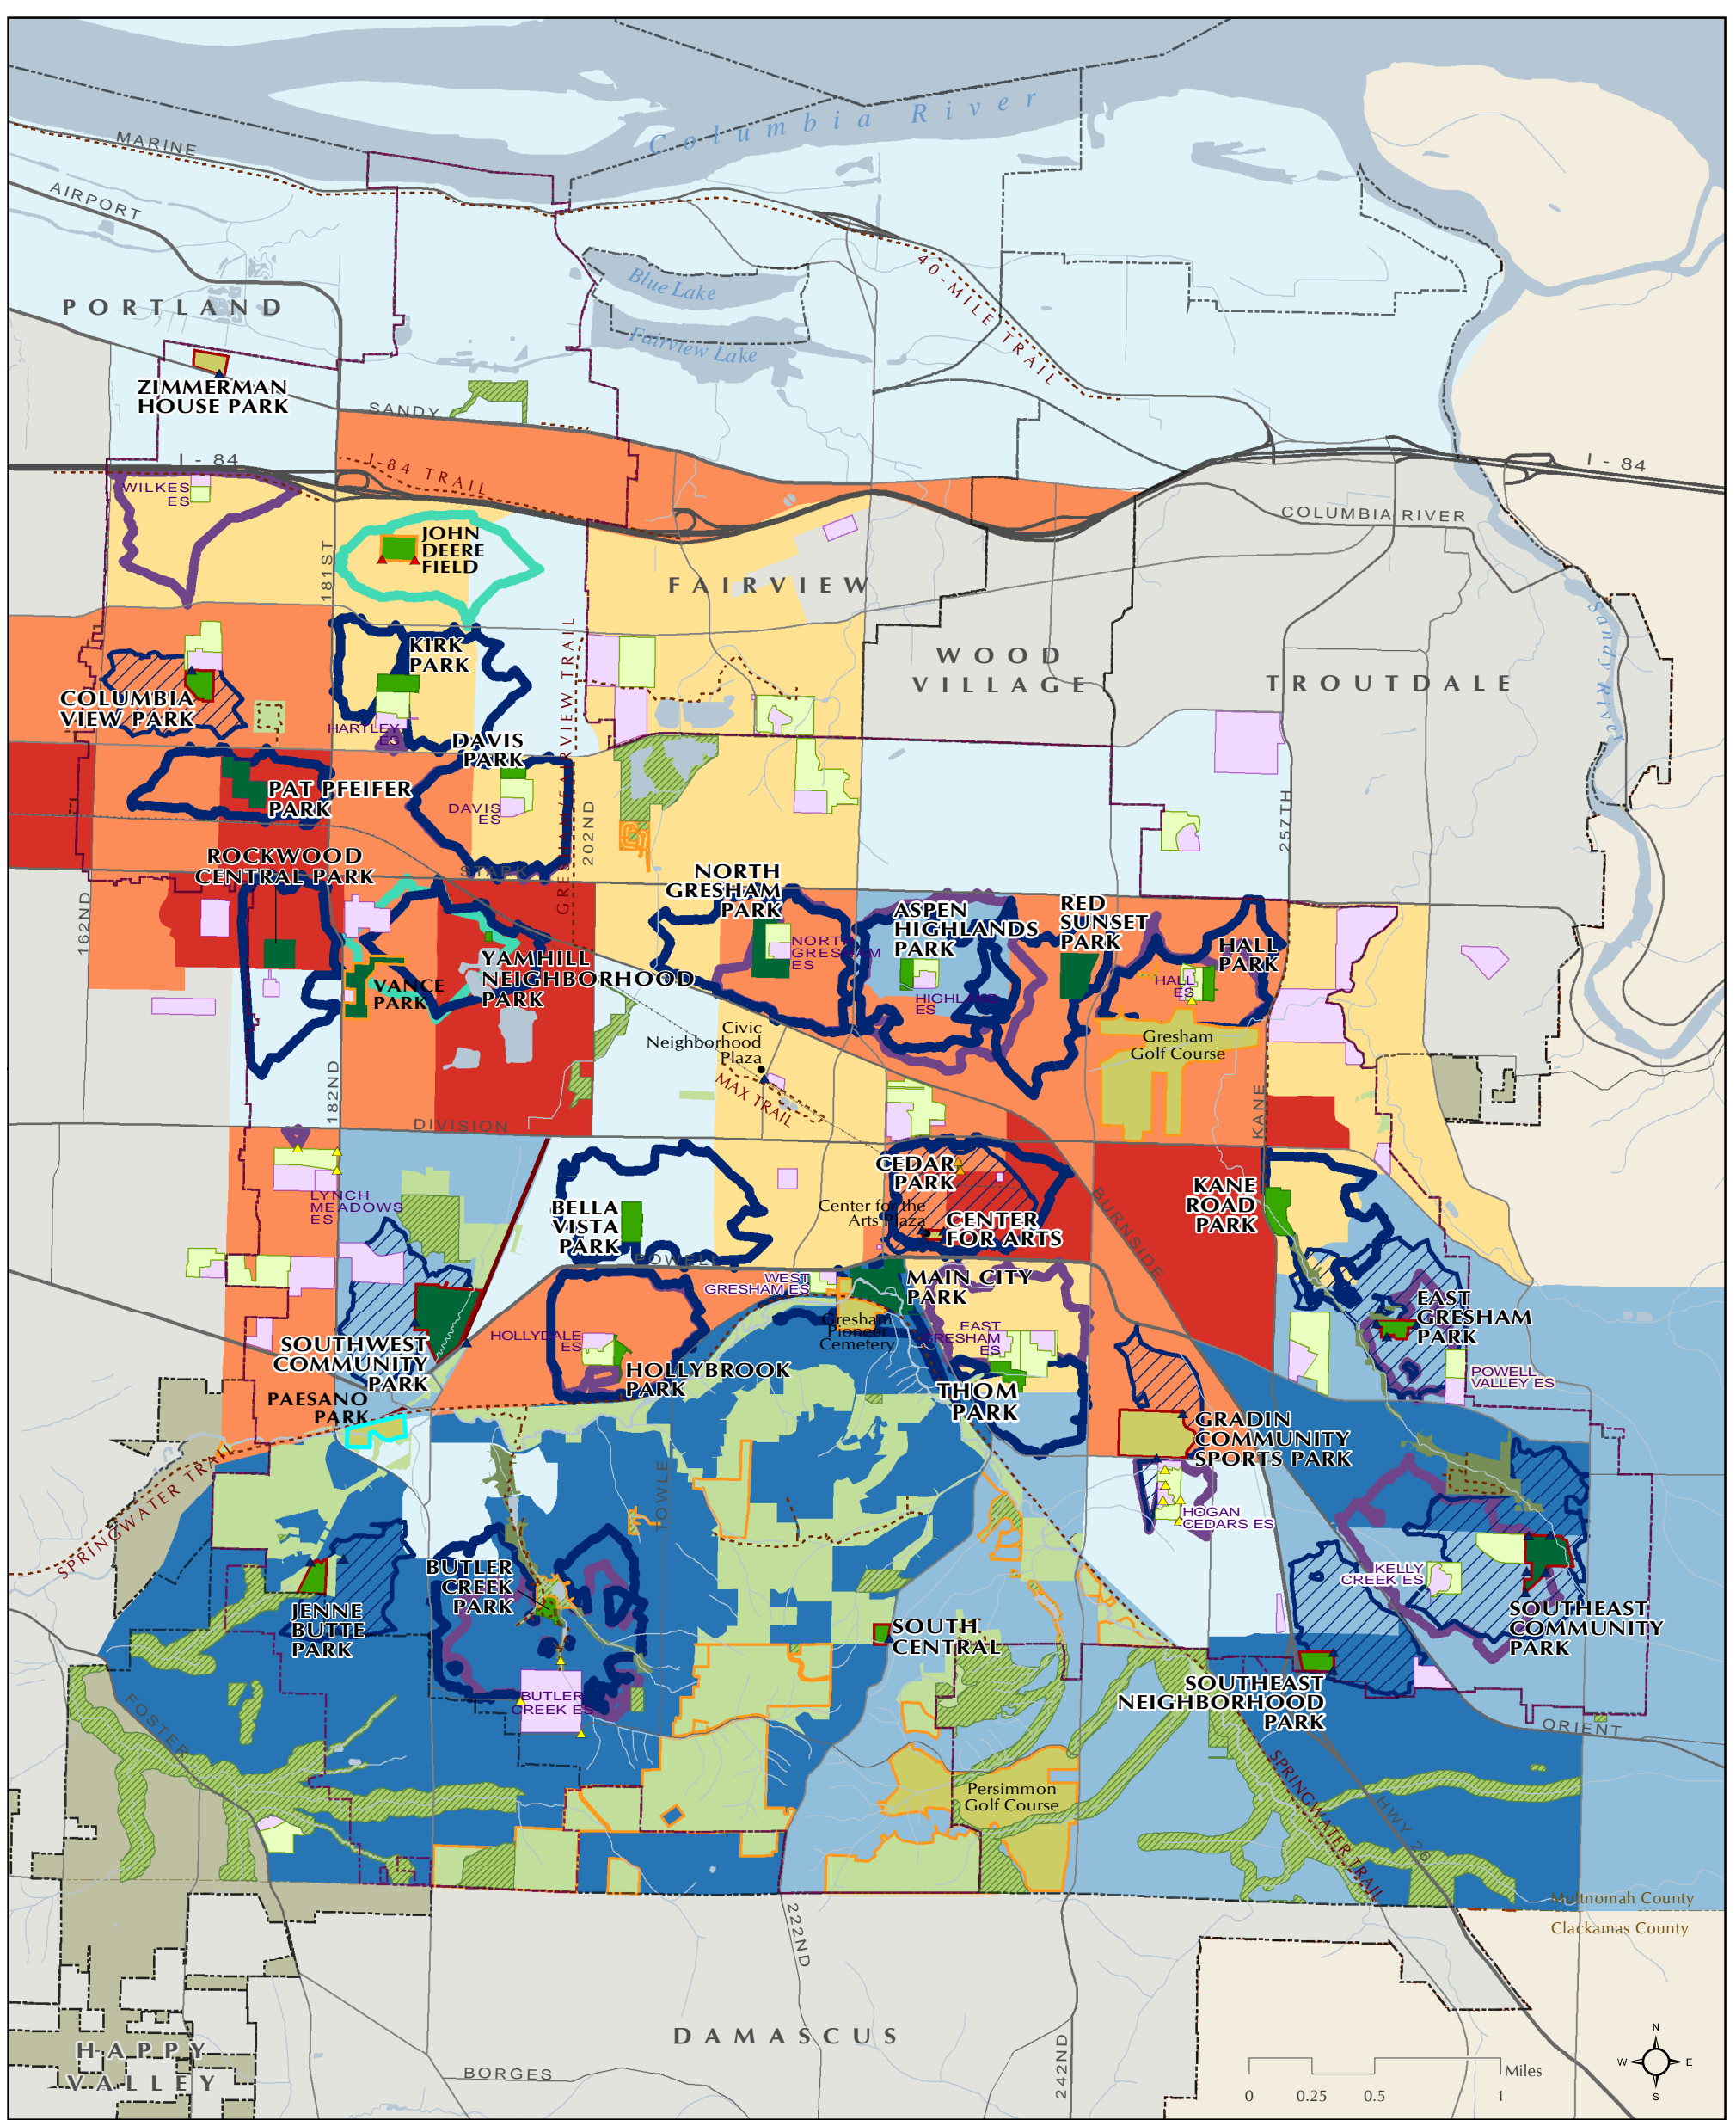 Columbia River
MARINE
AIRPORT
40-MILE TRAIL
Blue Lake
Fairview Lake
PORTLAND
ZIMMERMAN
HOUSE PARK
SANDY
I - 84
I-84 TRAIL
I - 84
WILKES
ES
COLUMBIA RIVER
181ST
JOHN
DEERE
FIELD
FAIRVIEW
Sandy River
KIRK
PARK
WOOD
VILLAGE
TROUTDALE
COLUMBIA
VIEW PARK
HARTLEY
ES
GRESHAM/FAIRVIEW TRAIL
DAVIS
PARK
PAT PFEIFER
PARK
DAVIS
ES
202ND
257TH
ROCKWOOD
CENTRAL PARK
STARK
162ND
NORTH
GRESHAM
PARK
NORTH
GRESHAM
ES
ASPEN
HIGHLANDS
PARK
RED
SUNSET
PARK
HALL
PARK
HALL
ES
HIGHLAND
ES
YAMHILL
NEIGHBORHOOD
PARK
VANCE
PARK
Civic
Neighborhood
Plaza
MAX TRAIL
Gresham
Golf Course
182ND
KANE
DIVISION
LYNCH
MEADOWS
ES
BELLA
VISTA
PARK
CEDAR
PARK
Center for the
Arts Plaza
CENTER
FOR ARTS
BURNSIDE
KANE
ROAD
PARK
POWELL
WEST
GRESHAM ES
MAIN CITY
PARK
Gresham
Pioneer
Cemetery
EAST
GRESHAM
ES
EAST
GRESHAM
PARK
POWELL
VALLEY ES
SOUTHWEST
COMMUNITY
PARK
HOLLYDALE
ES
HOLLYBROOK
PARK
THOM
PARK
PAESANO
PARK
GRADIN
COMMUNITY
SPORTS PARK
SPRINGWATER TRAIL
TOWLE
HOGAN
CEDARS ES
BUTLER
CREEK
PARK
KELLY
CREEK ES
JENNE
BUTTE
PARK
SOUTH
CENTRAL
SOUTHEAST
COMMUNITY
PARK
SOUTHEAST
NEIGHBORHOOD
PARK
BUTLER
CREEK ES
FOSTER
ORIENT
Persimmon
Golf Course
SPRINGWATER TRAIL
HWY 26
Multnomah County
Clackamas County
222ND
DAMASCUS
HAPPY
VALLEY
BORGES
242ND
N
W E
S
Miles
0 0.25 0.5 1